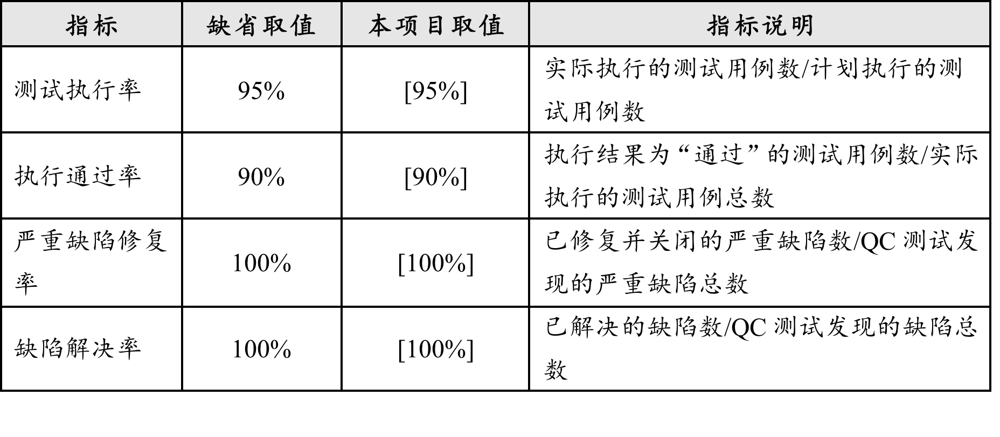 指标 缺省取值 本项目取值 指标说明
测试执行率 95% [95%] 实际执行的测试用例数/计划执行的测
试用例数
执行通过率 90% [90%] 执行结果为“通过”的测试用例数/实际
执行的测试用例总数
严重缺陷修复
率 100% [100%] 已修复并关闭的严重缺陷数/QC 测试发
现的严重缺陷总数
缺陷解决率 100% [100%] 已解决的缺陷数/QC 测试发现的缺陷总
数